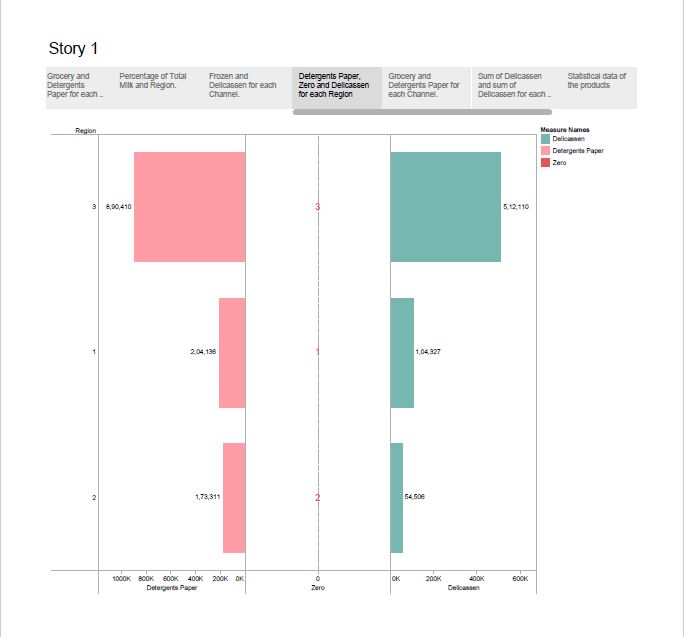 Story 1
Grocery and
Detergents
Paper for each ..
Percentage of Total
Milk and Region.
Frozen and
Delicassen for each
Channel.
Detergents Paper,
Zero and Delicassen
for each Region
Grocery and
Detergents Paper for
each Channel.
Sum of Delicassen
and sum of
Delicassen for each ..
Statistical data of
the products
Region
Measure Names
Delicassen
Detergents Paper
Zero
3 8,90,410 3 5,12,110
1 2,04,136 1 1,04,327
2 1,73,311 2 54,506
1000K 800K 600K 400K 200K 0K 0 0K 200K 400K 600K
Detergents Paper Zero Delicassen